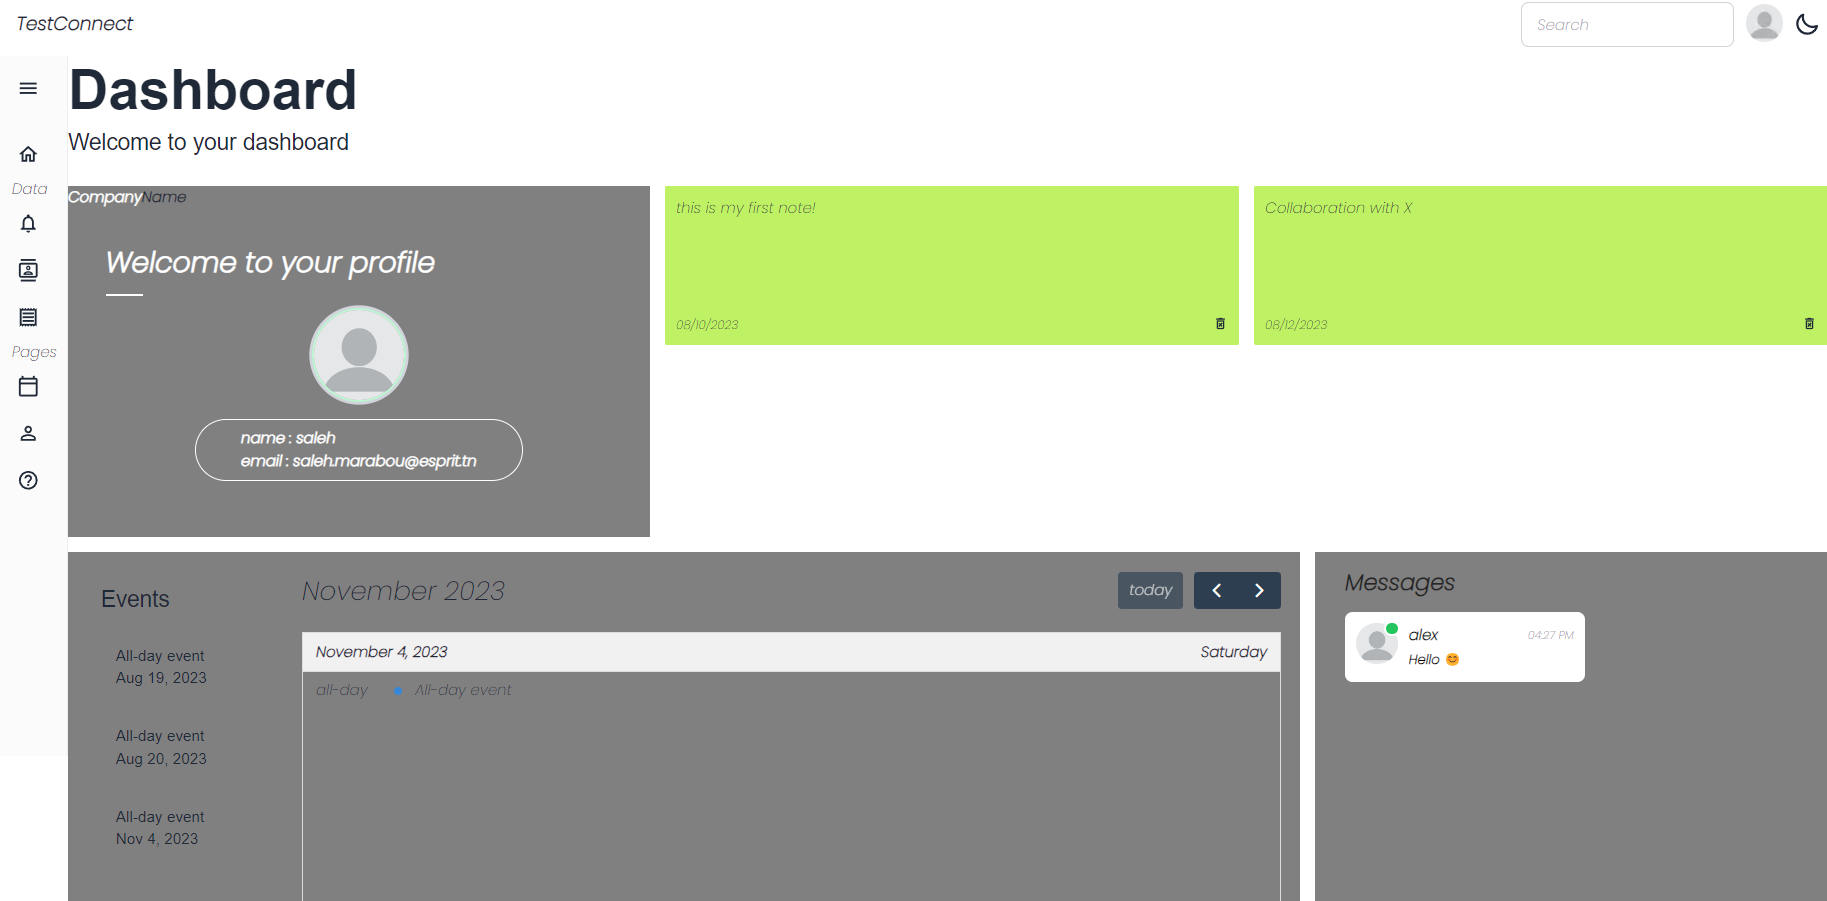 TestConnect
Search
Dashboard
Welcome to your dashboard
Data
Pages
CompanyName
Welcome to your profile
name : saleh
email : saleh.marabou@esprit.tn
this is my first note!
08/10/2023
Collaboration with X
08/12/2023
Events
All-day event
Aug 19, 2023
All-day event
Aug 20, 2023
All-day event
Nov 4, 2023
November 2023
today
November 4, 2023 Saturday
all-day All-day event
Messages
alex 04:27 PM
Hello 😊